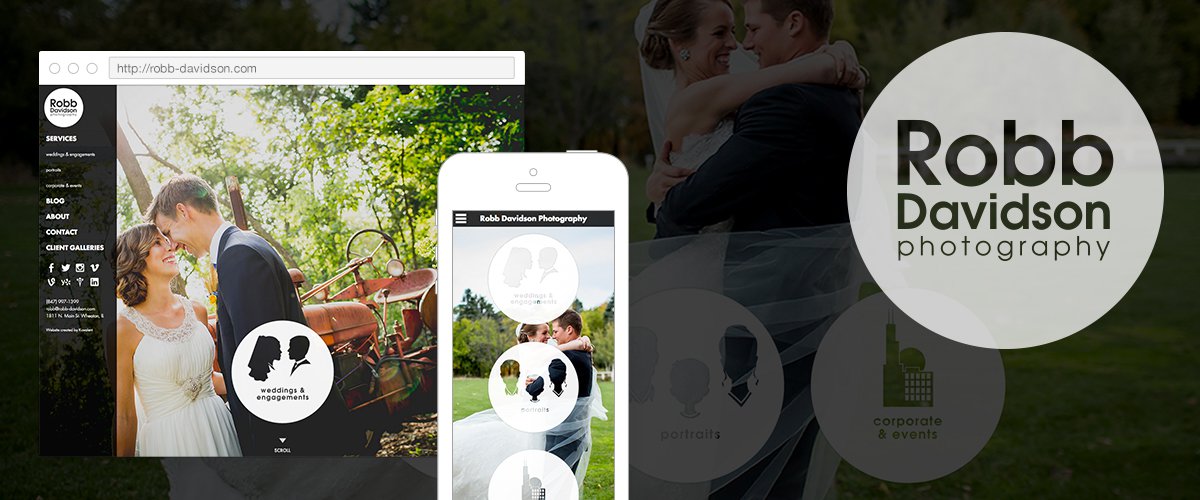 http://robb-davidson.com
Robb
Davidson
photography
SERVICES
weddings & engagements
portraits
corporate & events
BLOG
ABOUT
CONTACT
CLIENT GALLERIES
(847) 997-1399
robb@robb-davidson.com
1811 N. Main St Wheaton, IL
Website created by Kovalent
weddings &
engagements
SCROLL
Robb Davidson Photography
weddings &
engagements
portraits
portraits
corporate
& events
Robb
Davidson
photography